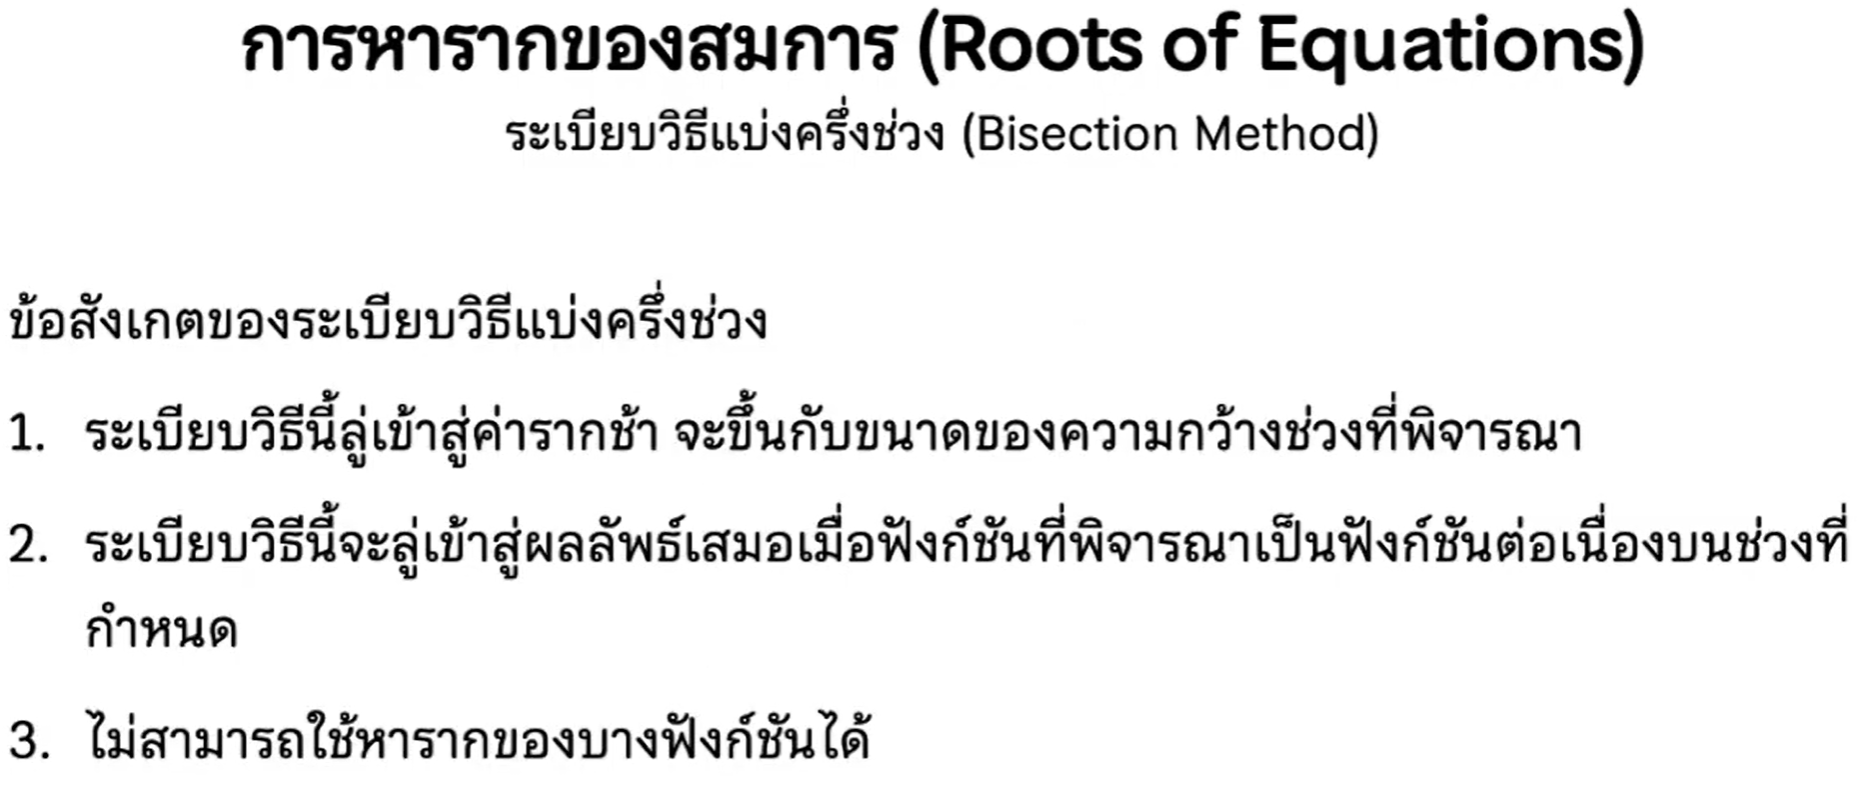 การหารากของสมการ (Roots of Equations)
ระเบียบวิธีแบ่งครึ่งช่วง (Bisection Method)
ข้อสังเกตของระเบียบวิธีแบ่งครึ่งช่วง
1. ระเบียบวิธีนี้ลู่เข้าสู่ค่ารากช้า จะขึ้นกับขนาดของความกว้างช่วงที่พิจารณา
2. ระเบียบวิธีนี้จะลู่เข้าสู่ผลลัพธ์เสมอเมื่อฟังก์ชันที่พิจารณาเป็นฟังก์ชันต่อเนื่องบนช่วงที่
กำหนด
3. ไม่สามารถใช้หารากของบางฟังก์ชันได้